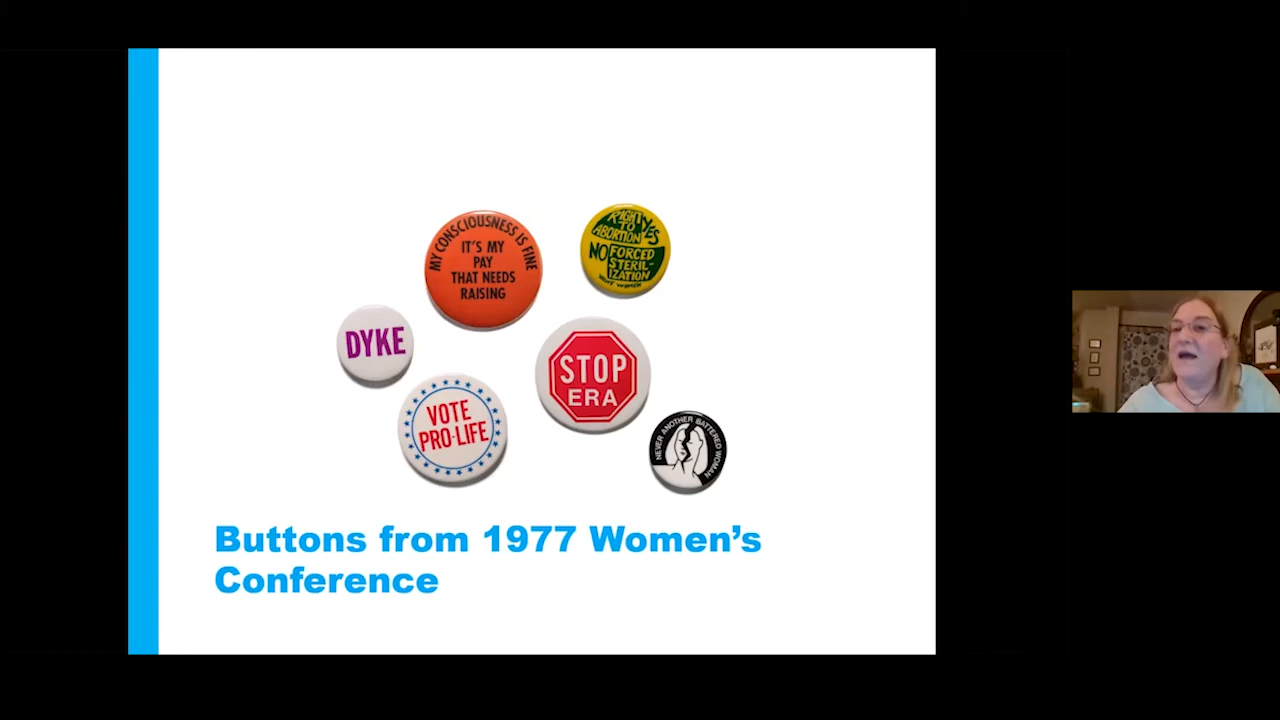 MY CONSCIOUSNESS IS FINE
IT'S MY
PAY
THAT NEEDS
RAISING
RIGHT
TO
ABORTION
YES
NO
FORCED
STERIL-
IZATION
WOMEN
DYKE
STOP
ERA
VOTE
PRO-LIFE
NEVER ANOTHER BATTERED WOMAN
Buttons from 1977 Women's
Conference